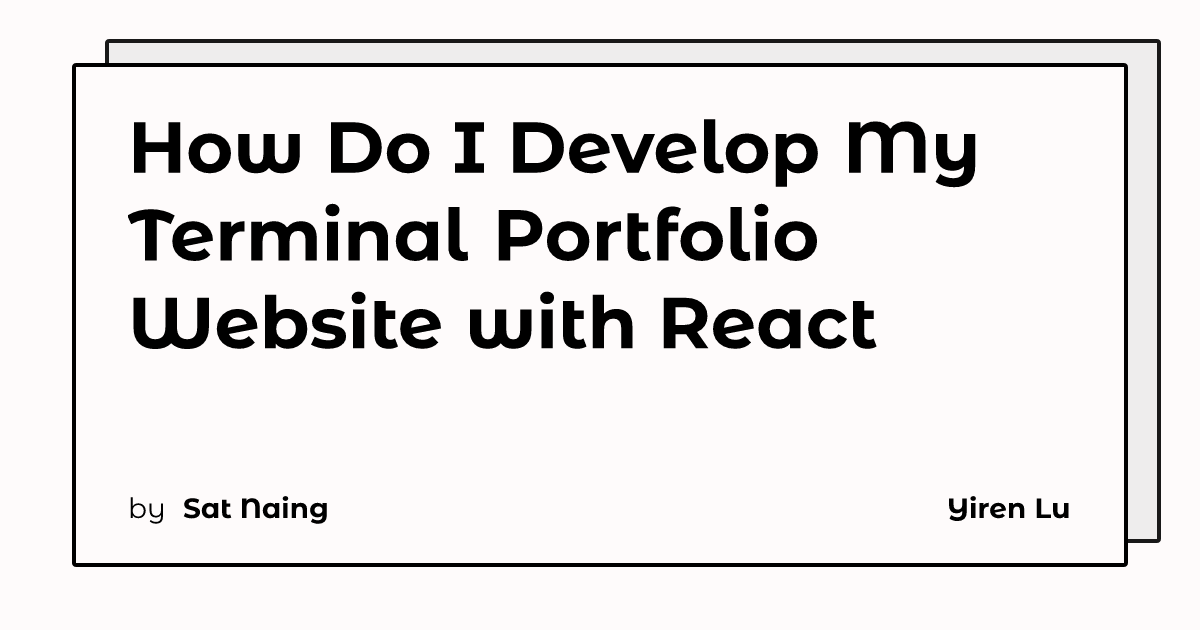 How Do I Develop My
Terminal Portfolio
Website with React
by Sat Naing
Yiren Lu